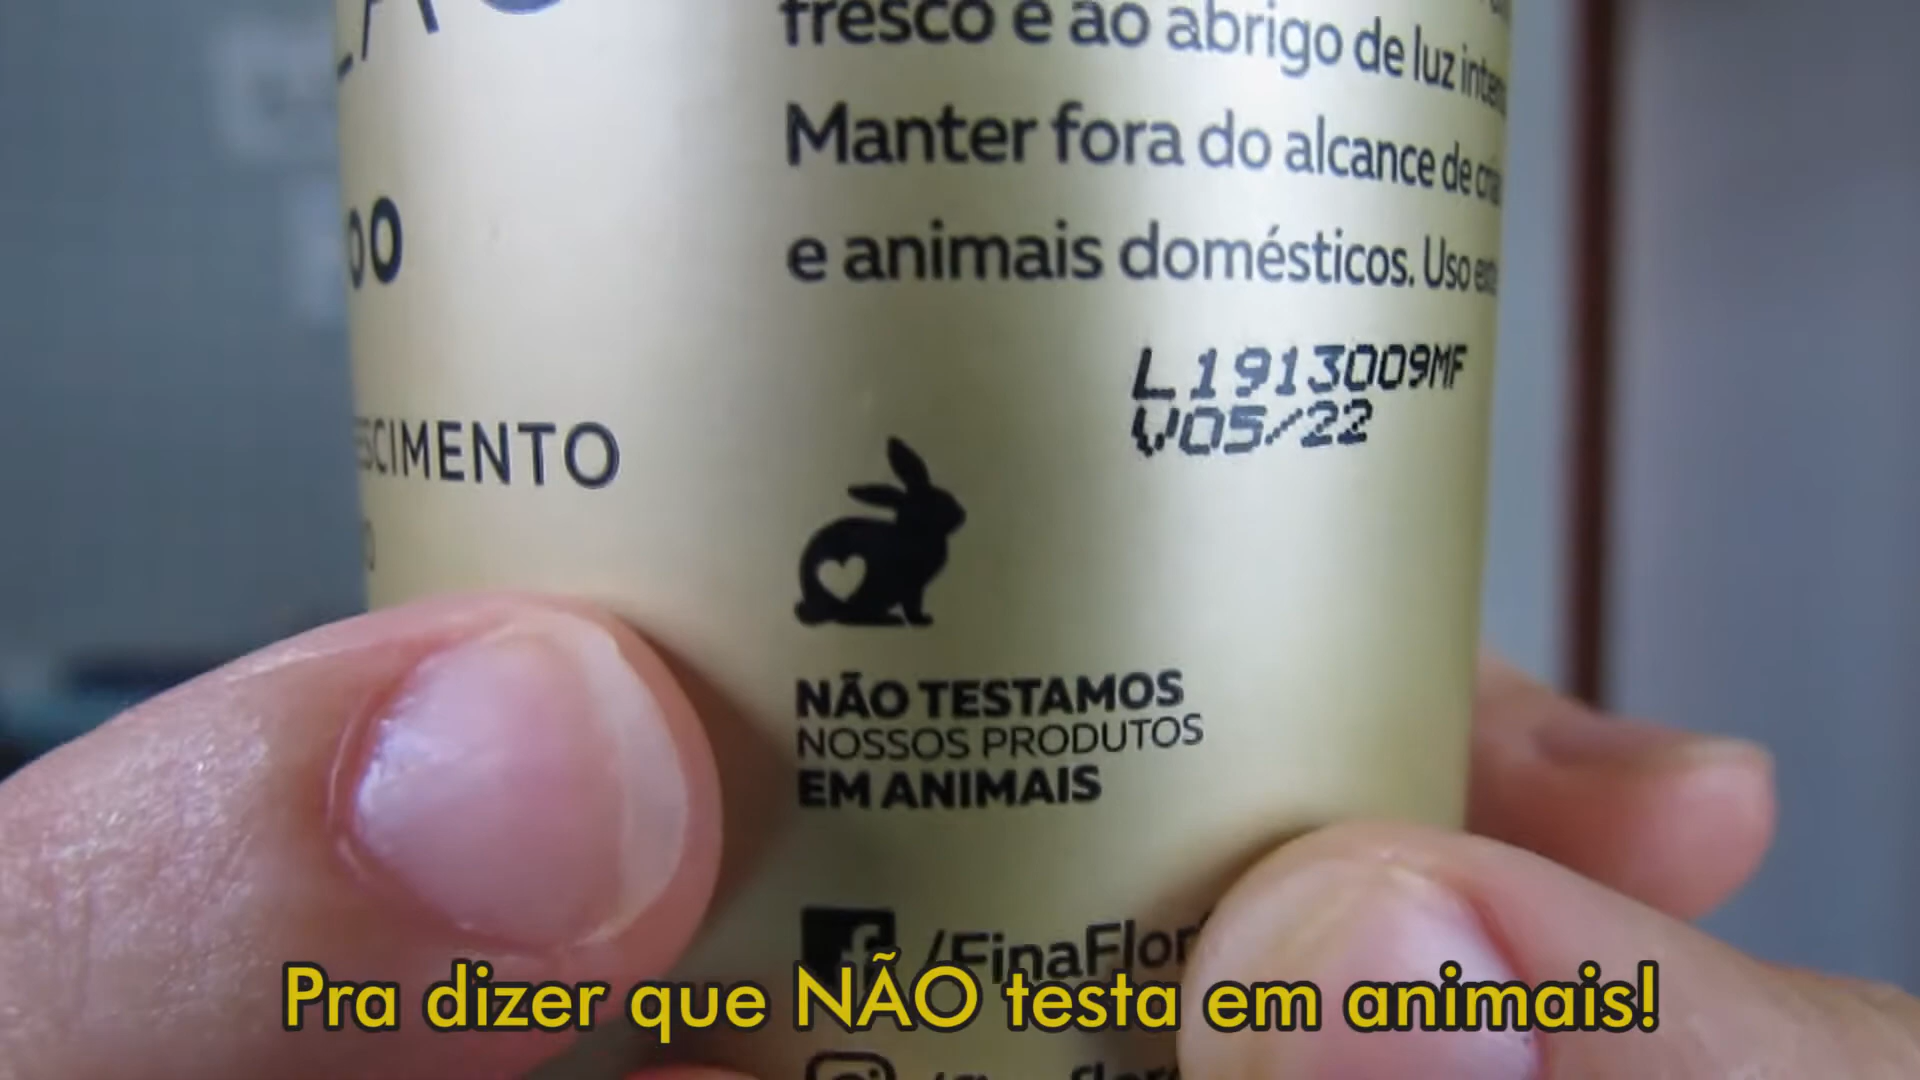 fresco e ao abrigo de luz
Manter fora do alcance de
e animais domésticos. Uso
L1913009MF
V05/22
NÃO TESTAMOS
NOSSOS PRODUTOS
EM ANIMAIS
/FinaFlor
Pra dizer que NÃO testa em animais!